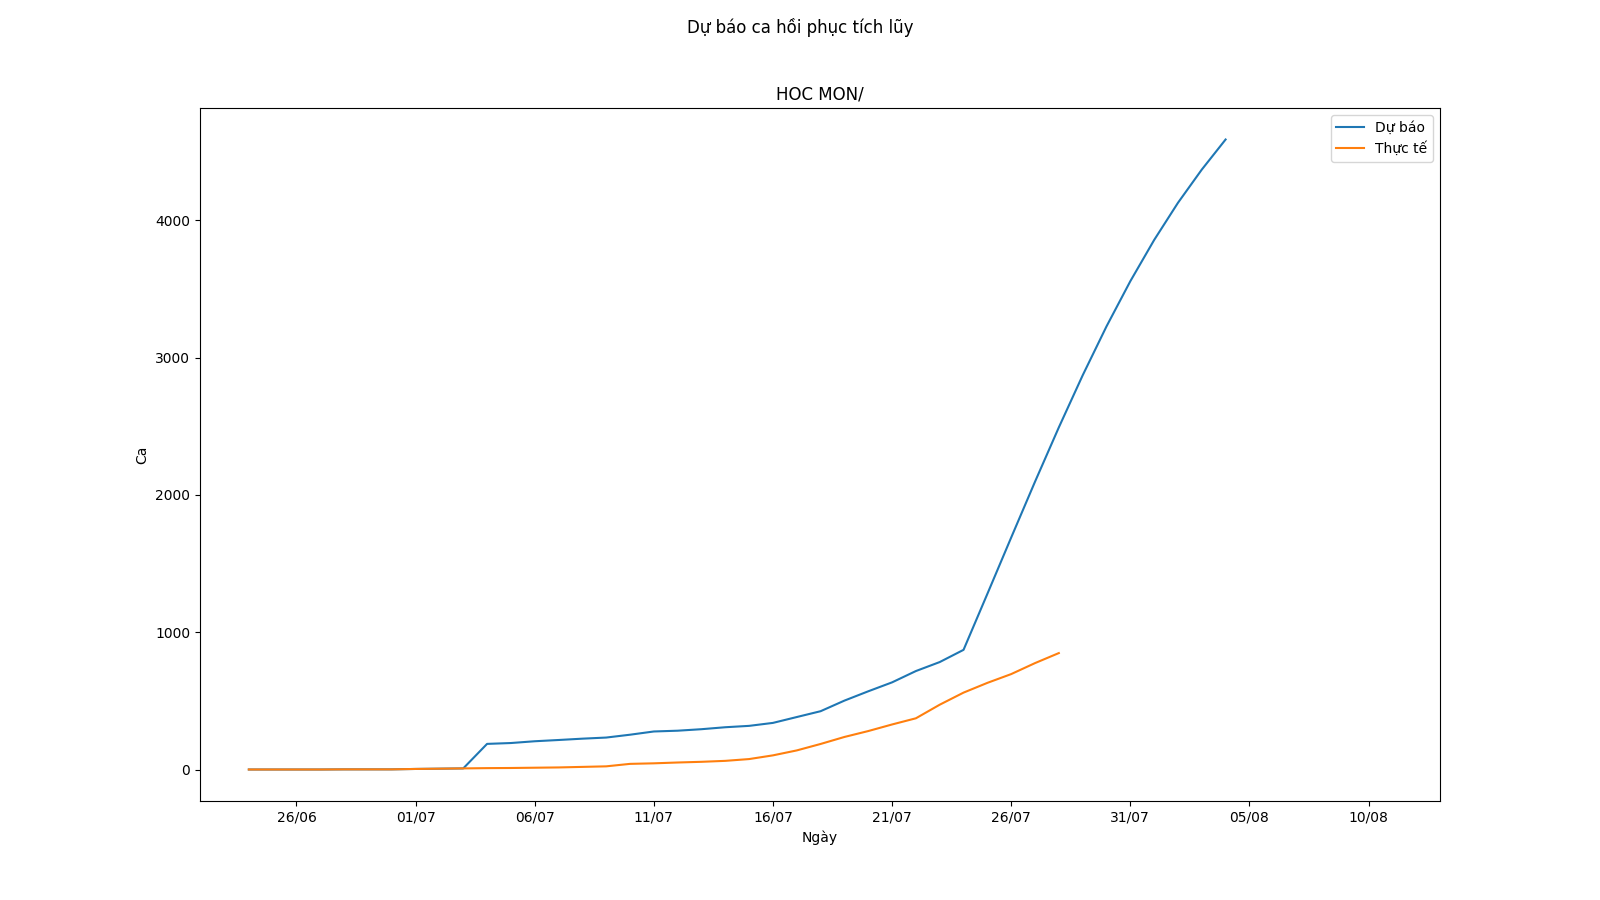 Dự báo ca hồi phục tích lũy
HOC MON/
Dự báo
Thực tế
4000
3000
2000
1000
0
Ca
26/06 01/07 06/07 11/07 16/07 21/07 26/07 31/07 05/08 10/08
Ngày